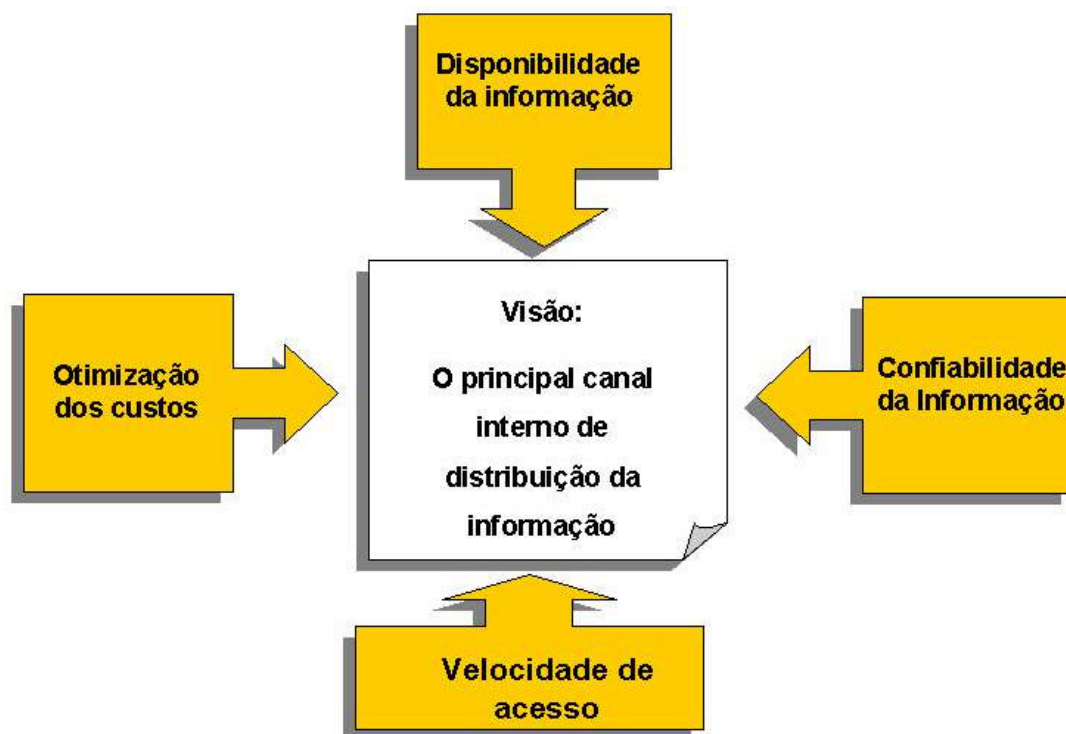 Disponibilidade
da informação
Otimização
dos custos
Visão:
O principal canal
interno de
distribuição da
informação
Confiabilidade
da Informação
Velocidade de
acesso